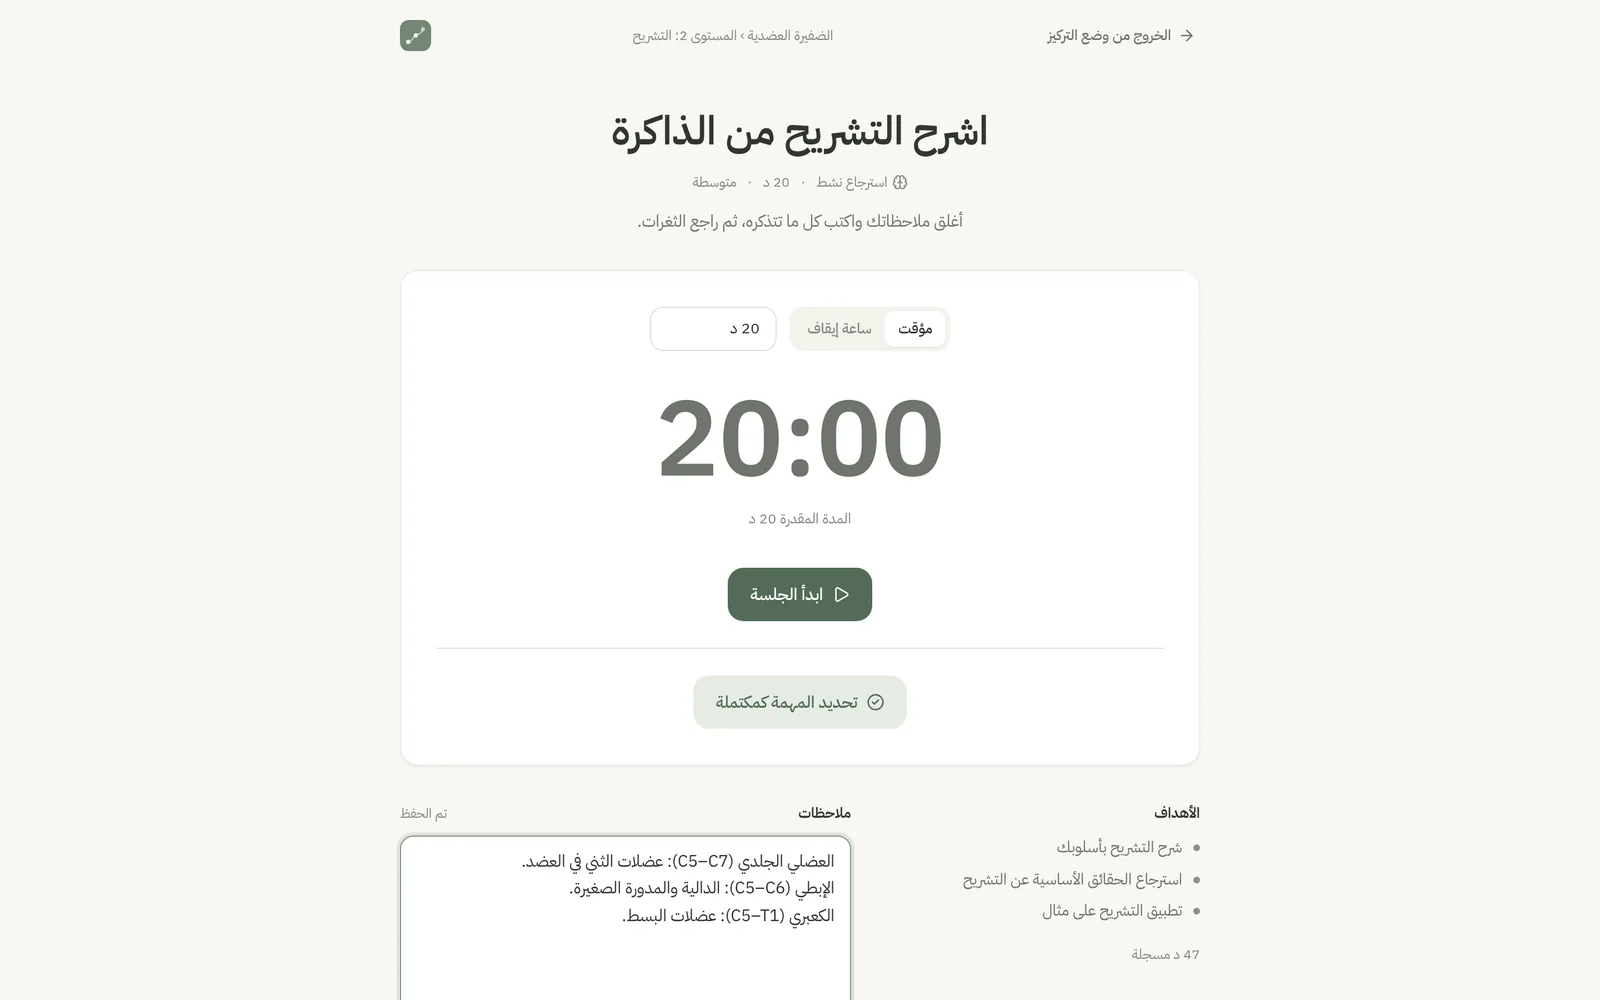 الخروج من وضع التركيز
الضفيرة العضدية › المستوى 2: التشريح
اشرح التشريح من الذاكرة
استرجاع نشط · 20 د · متوسطة
أغلق ملاحظاتك واكتب كل ما تتذكره، ثم راجع الثغرات.
مؤقت
ساعة إيقاف
20 د
20:00
المدة المقدرة 20 د
ابدأ الجلسة
تحديد المهمة كمكتملة
الأهداف
شرح التشريح بأسلوبك
استرجاع الحقائق الأساسية عن التشريح
تطبيق التشريح على مثال
47 د مسجلة
ملاحظات
تم الحفظ
العضلي الجلدي (C5–C7): عضلات الثني في العضد.
الإبطي (C5–C6): الدالية والمدورة الصغيرة.
الكعبري (C5–T1): عضلات البسط.